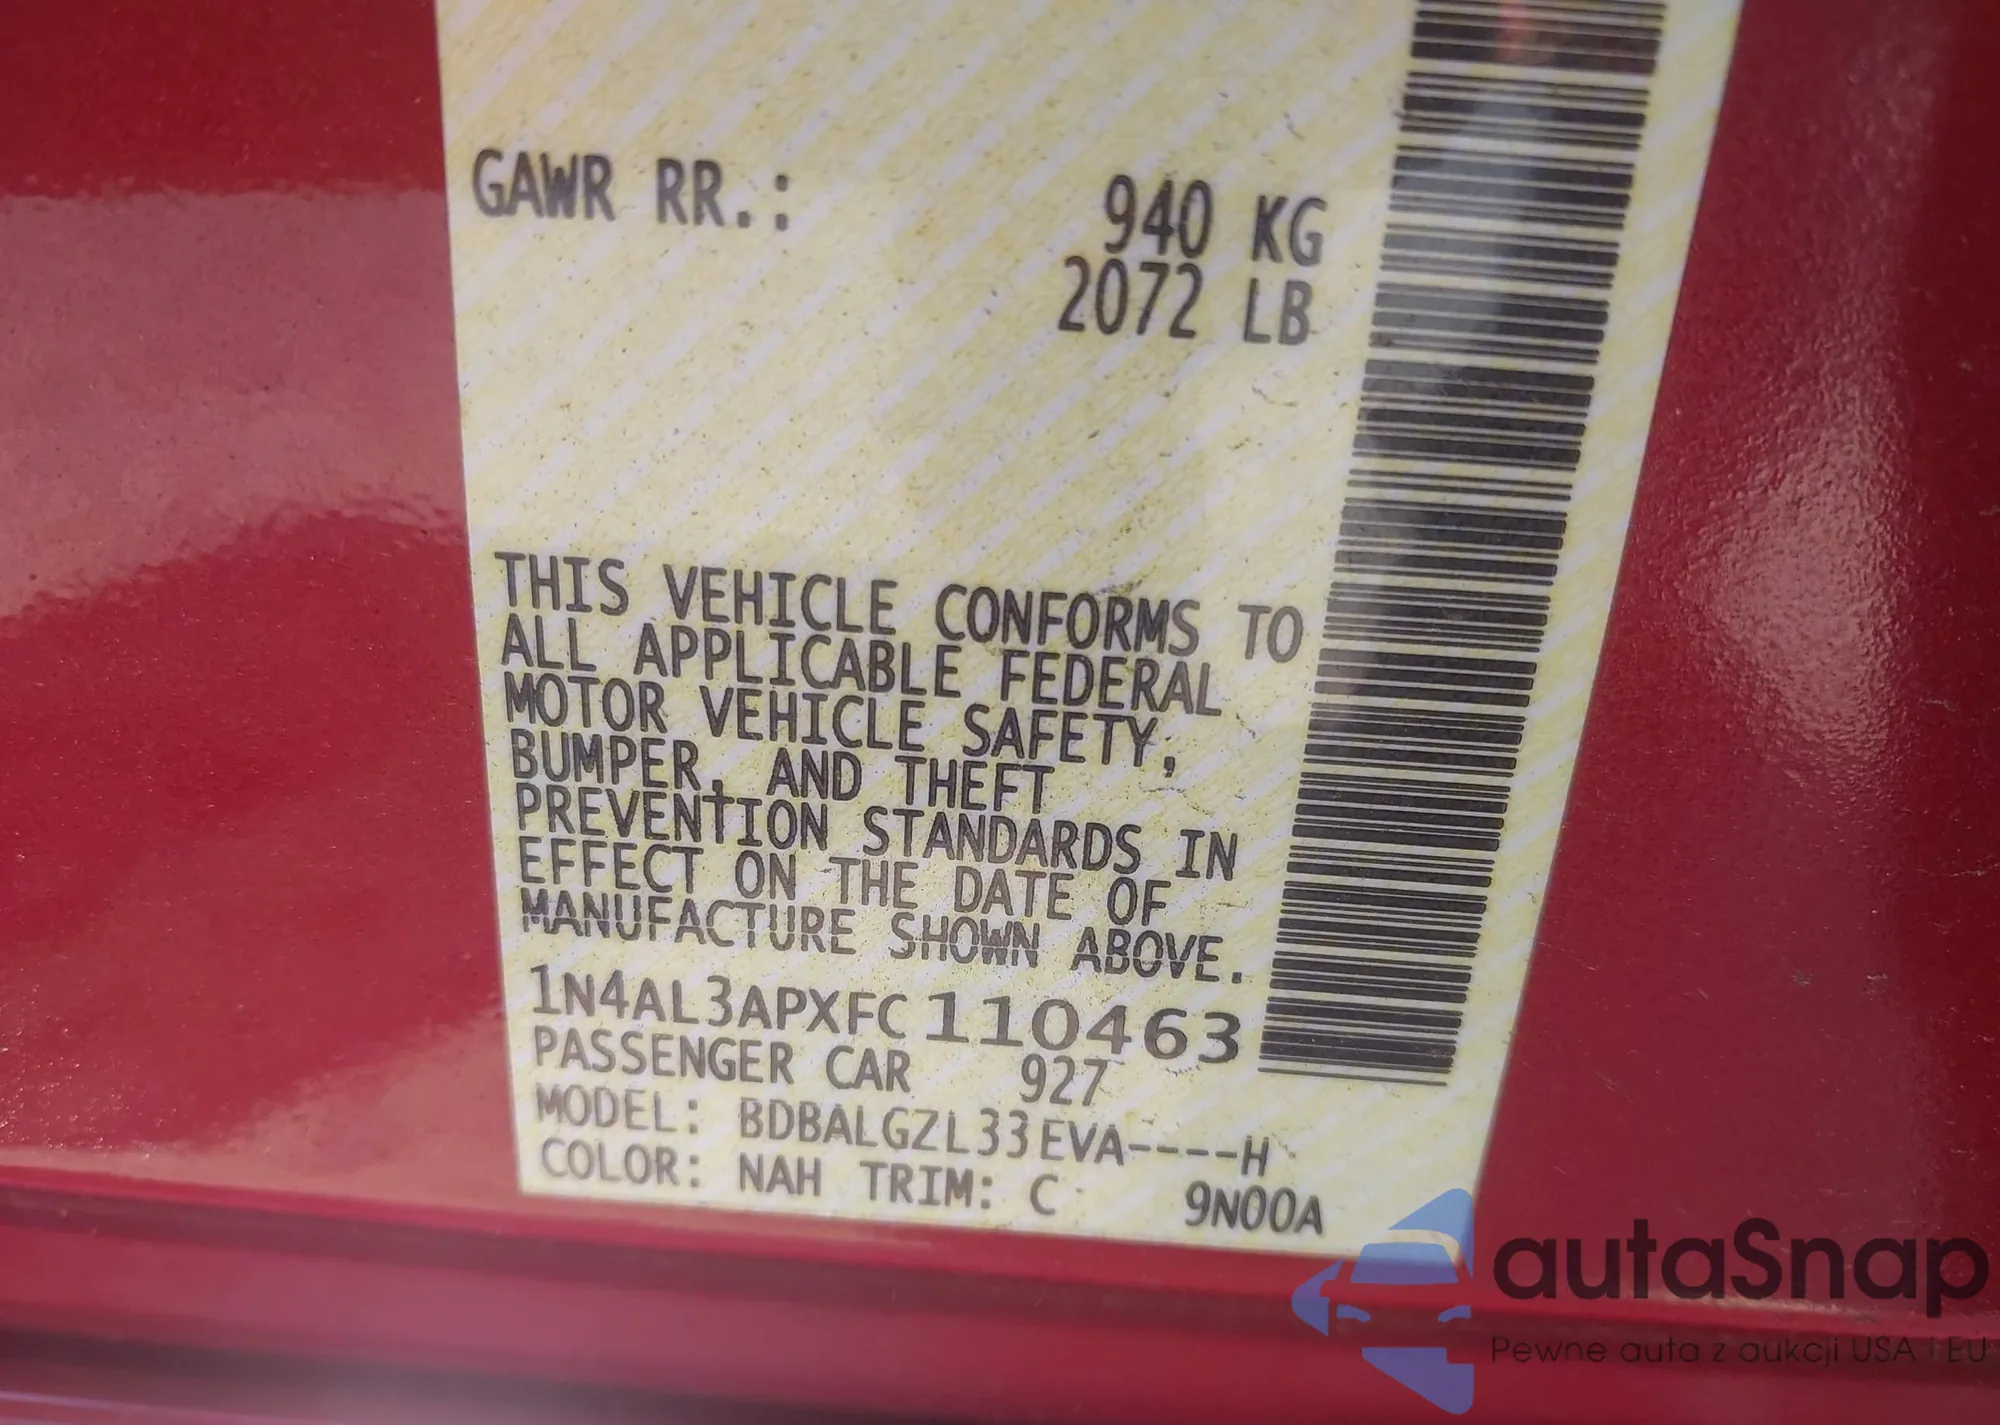 GAWR RR.: 940 KG
2072 LB
THIS VEHICLE CONFORMS TO
ALL APPLICABLE FEDERAL
MOTOR VEHICLE SAFETY,
BUMPER, AND THEFT
PREVENTION STANDARDS IN
EFFECT ON THE DATE OF
MANUFACTURE SHOWN ABOVE.
1N4AL3APXFC110463
PASSENGER CAR 927
MODEL: BDBALGZL33EVA----H
COLOR: NAH TRIM: C 9N00A
autaSnap
Pewne auta z aukcji USA i EU